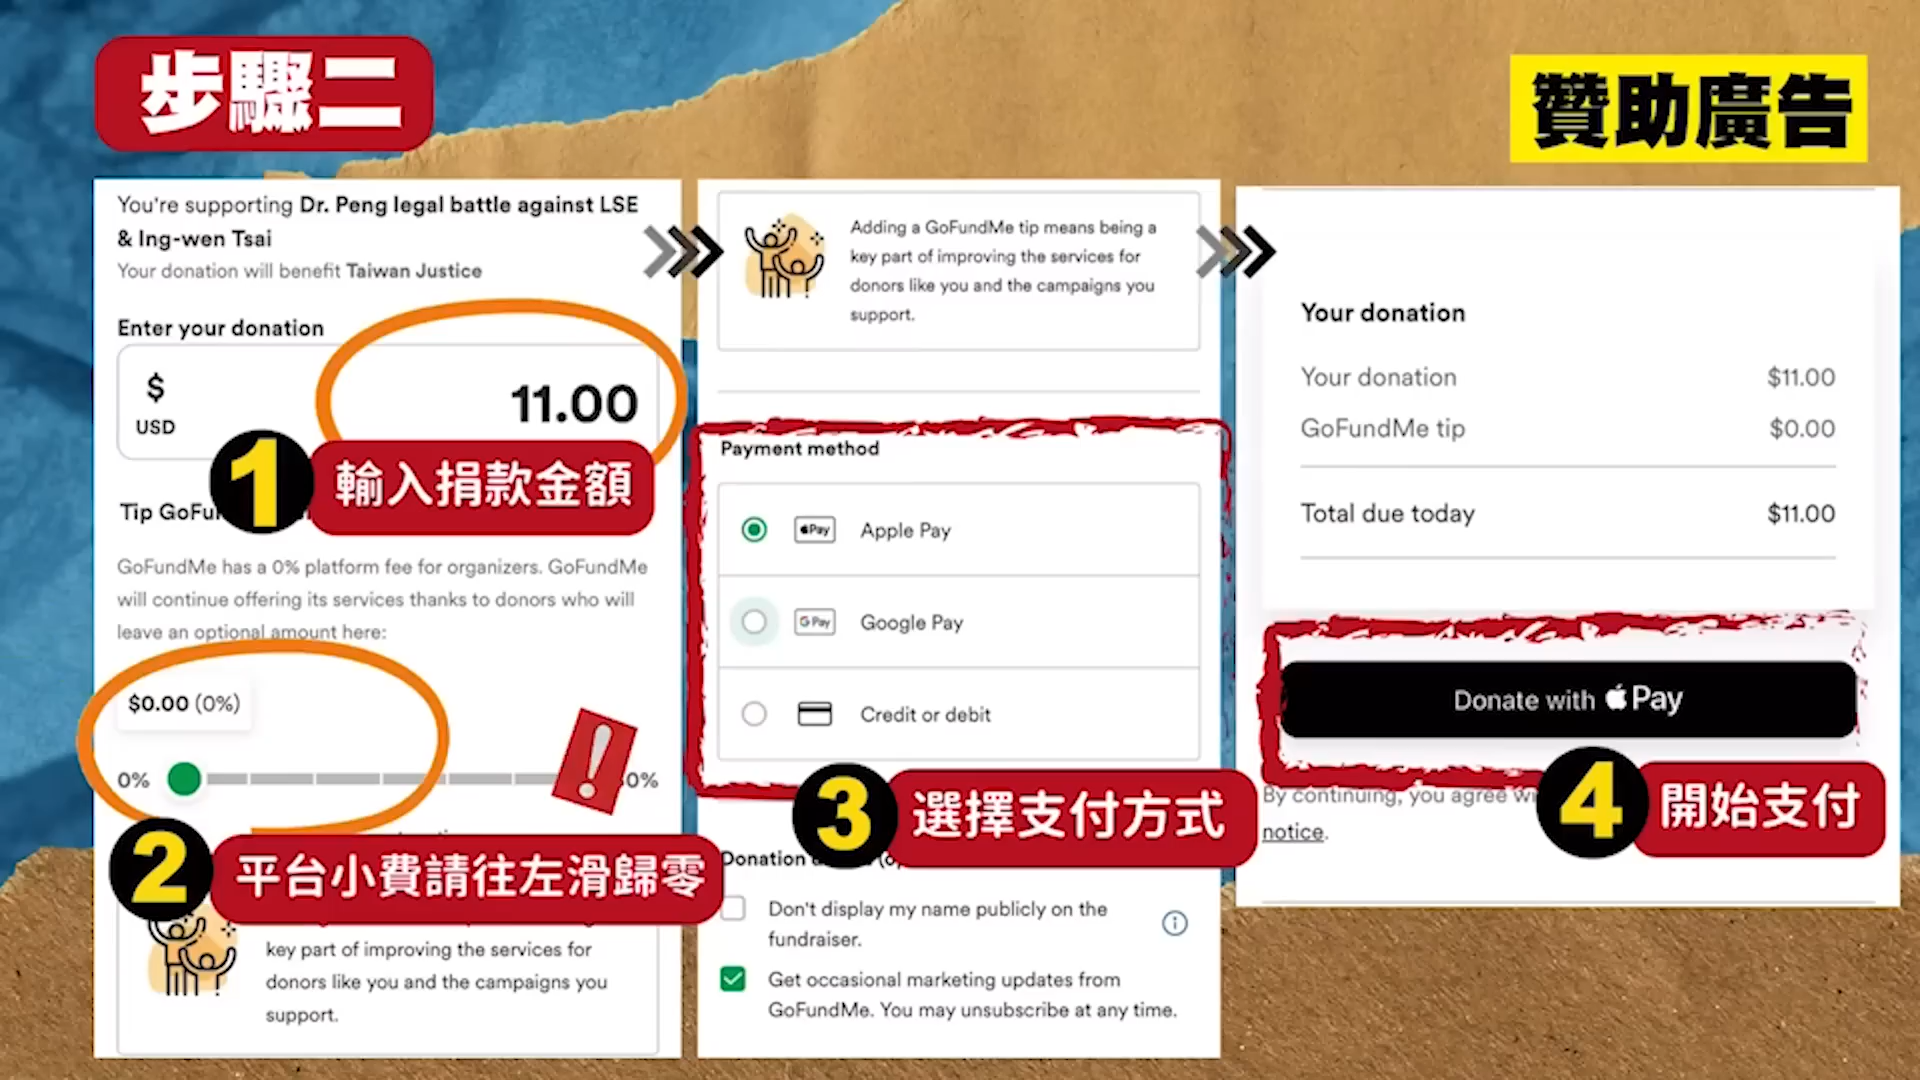 步驟二
贊助廣告
You're supporting Dr. Peng legal battle against LSE
& Ing-wen Tsai
Your donation will benefit Taiwan Justice
Enter your donation
$
USD
11.00
1
輸入捐款金額
Tip GoFu
GoFundMe has a 0% platform fee for organizers. GoFundMe
will continue offering its services thanks to donors who will
leave an optional amount here:
$0.00 (0%)
0%
0%
!
2
平台小費請往左滑歸零
key part of improving the services for
donors like you and the campaigns you
support.
Adding a GoFundMe tip means being a
key part of improving the services for
donors like you and the campaigns you
support.
Payment method
Pay Apple Pay
G Pay Google Pay
Credit or debit
3
選擇支付方式
Donation
Don't display my name publicly on the
fundraiser.
i
Get occasional marketing updates from
GoFundMe. You may unsubscribe at any time.
Your donation
Your donation $11.00
GoFundMe tip $0.00
Total due today $11.00
Donate with Pay
4
開始支付
By continuing, you agree
notice.